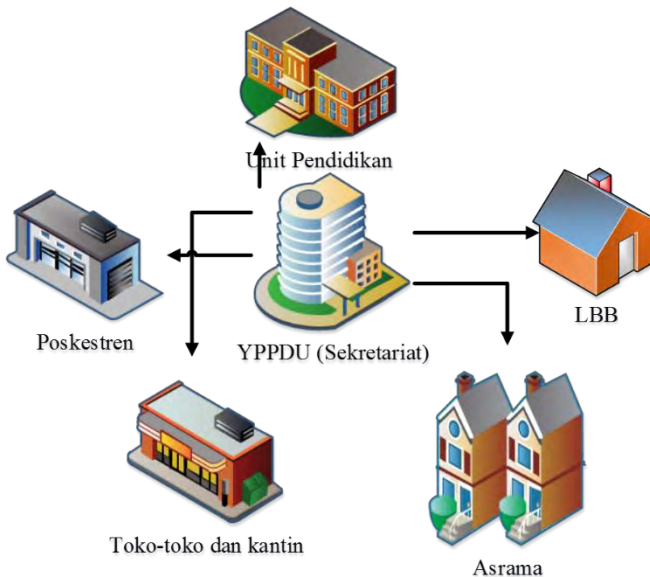 Unit Pendidikan
Poskestren
YPPDU (Sekretariat)
LBB
Toko-toko dan kantin
Asrama